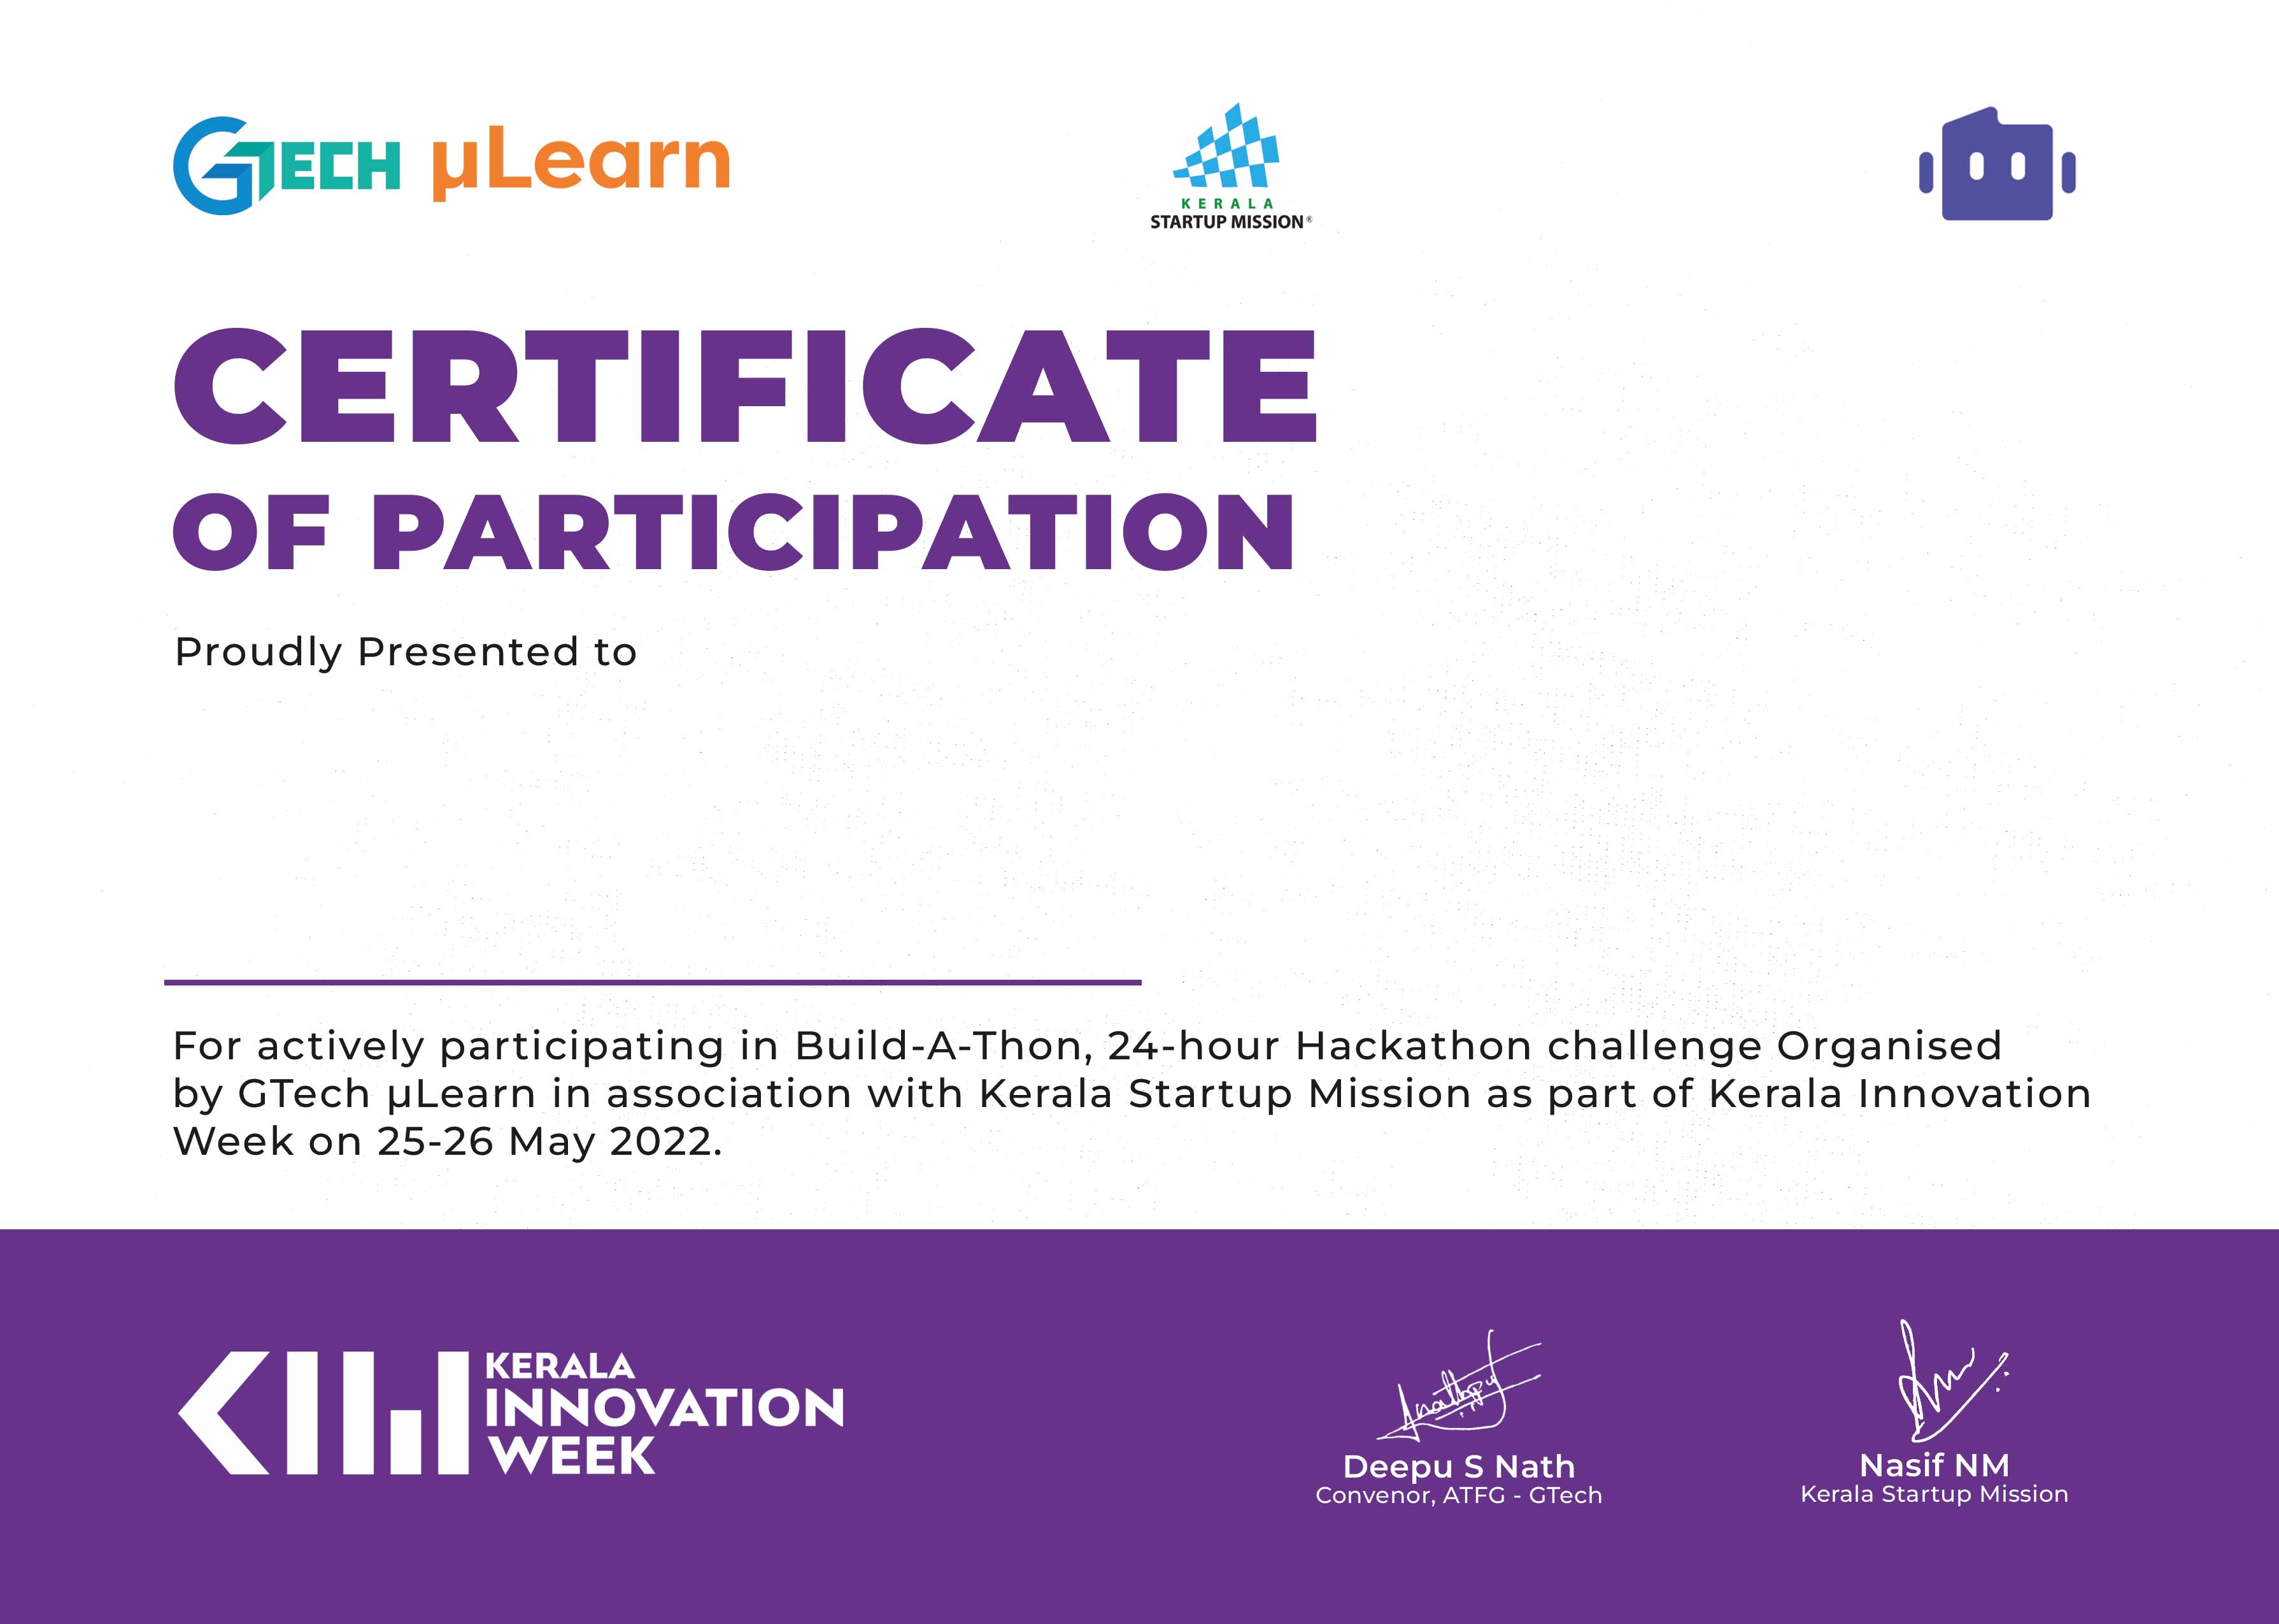 GTECH µLearn
KERALA
STARTUP MISSION®
CERTIFICATE
OF PARTICIPATION
Proudly Presented to
For actively participating in Build-A-Thon, 24-hour Hackathon challenge Organised
by GTech µLearn in association with Kerala Startup Mission as part of Kerala Innovation
Week on 25-26 May 2022.
KERALA
INNOVATION
WEEK
Deepu S Nath
Convenor, ATFG - GTech
Nasif NM
Kerala Startup Mission